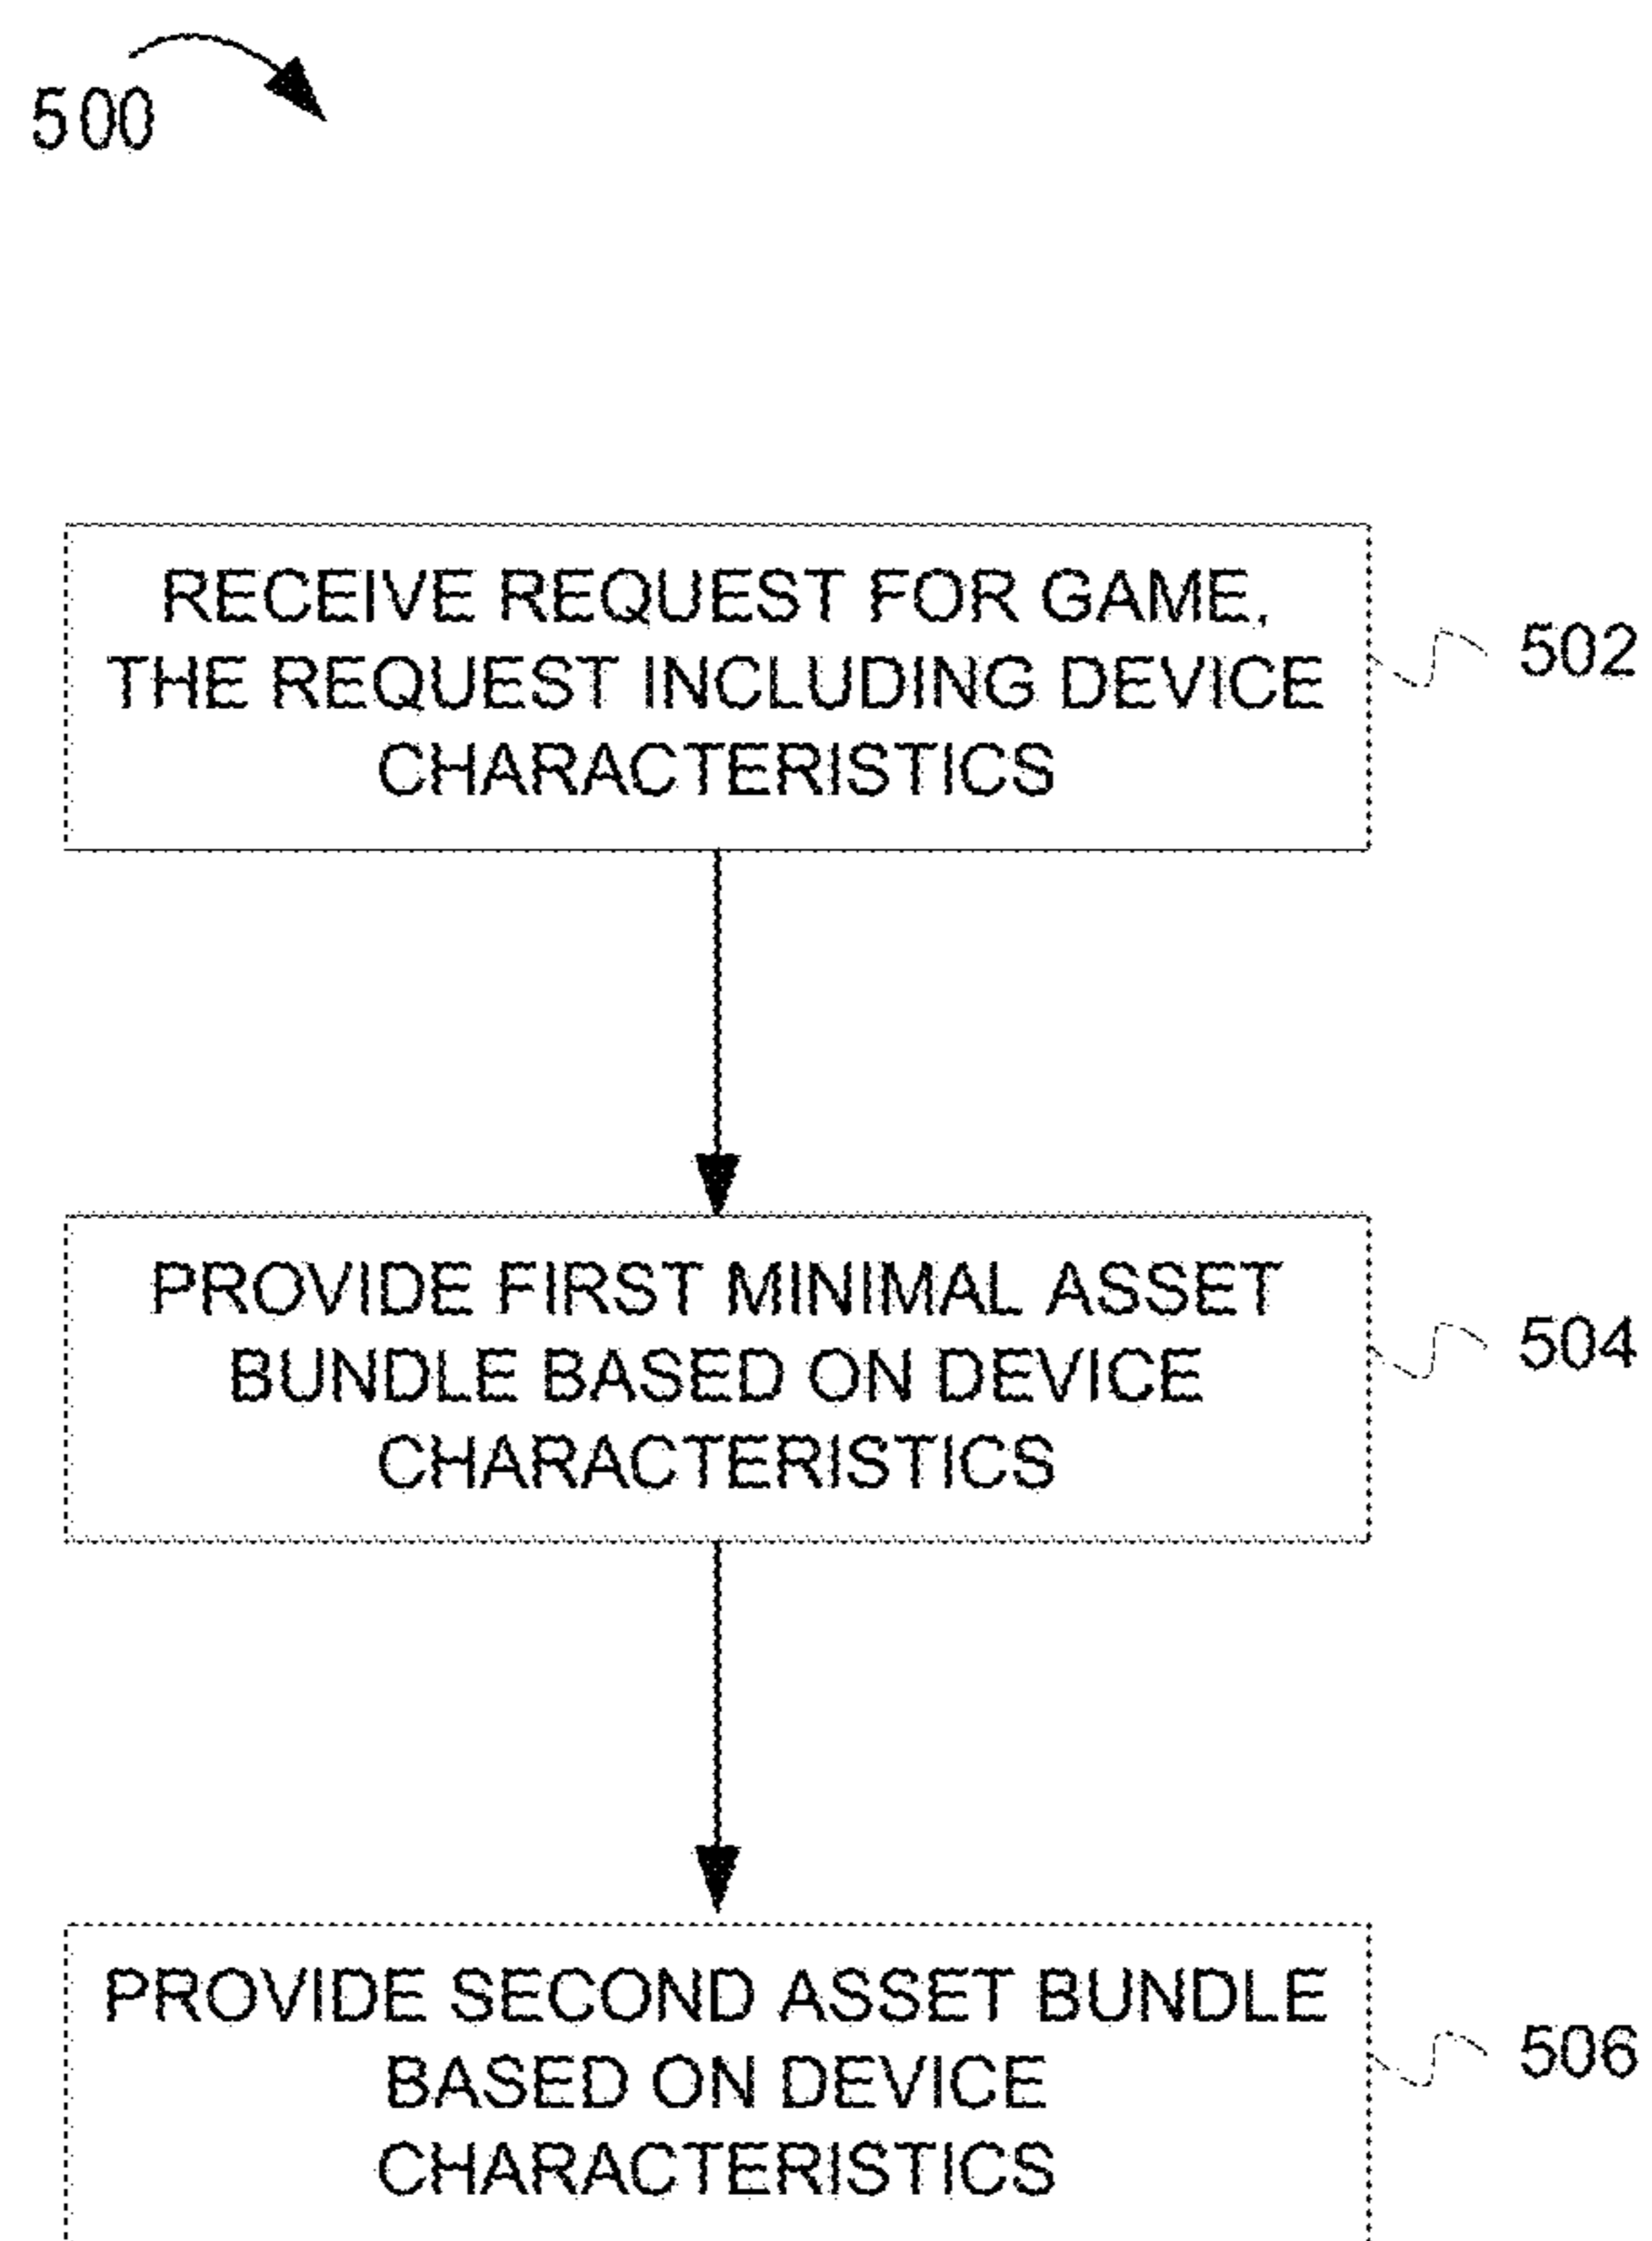 500
RECEIVE REQUEST FOR GAME,
THE REQUEST INCLUDING DEVICE
CHARACTERISTICS
502
PROVIDE FIRST MINIMAL ASSET
BUNDLE BASED ON DEVICE
CHARACTERISTICS
504
PROVIDE SECOND ASSET BUNDLE
BASED ON DEVICE
CHARACTERISTICS
506